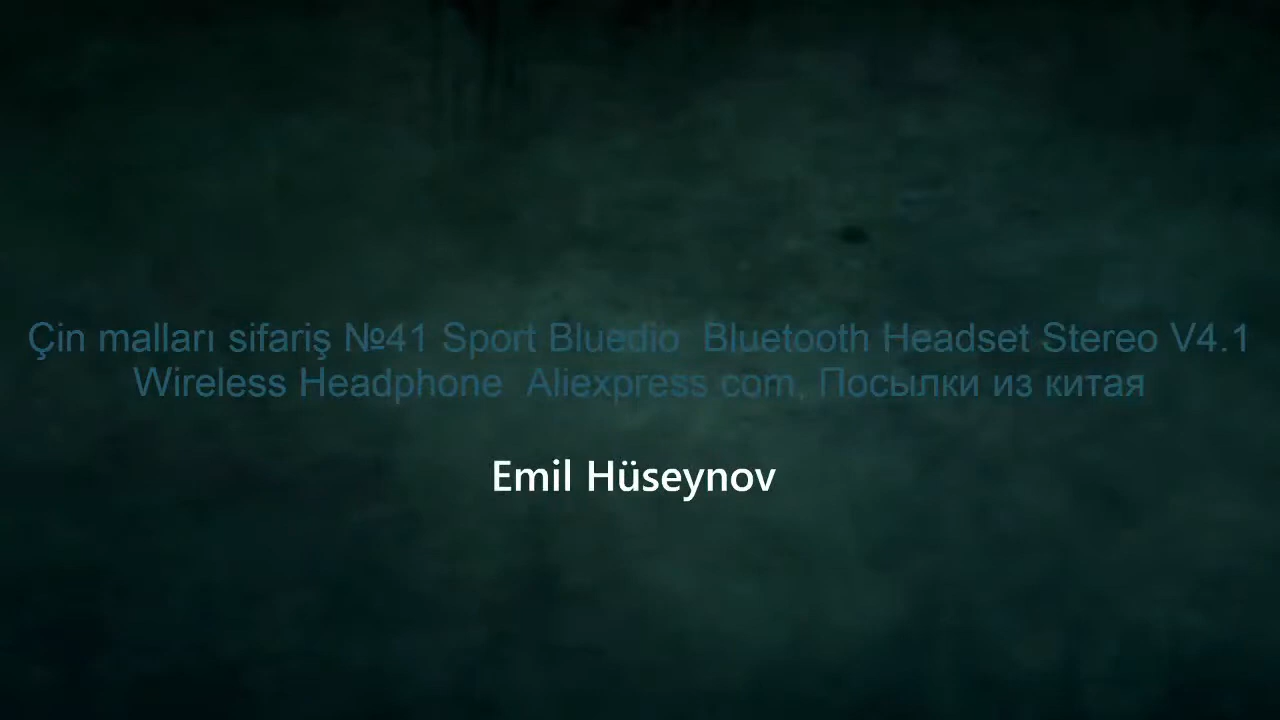 Çin malları sifariş №41 Sport Bluedio  Bluetooth Headset Stereo V4.1
Wireless Headphone  Aliexpress com, Посылки из китая
Emil Hüseynov